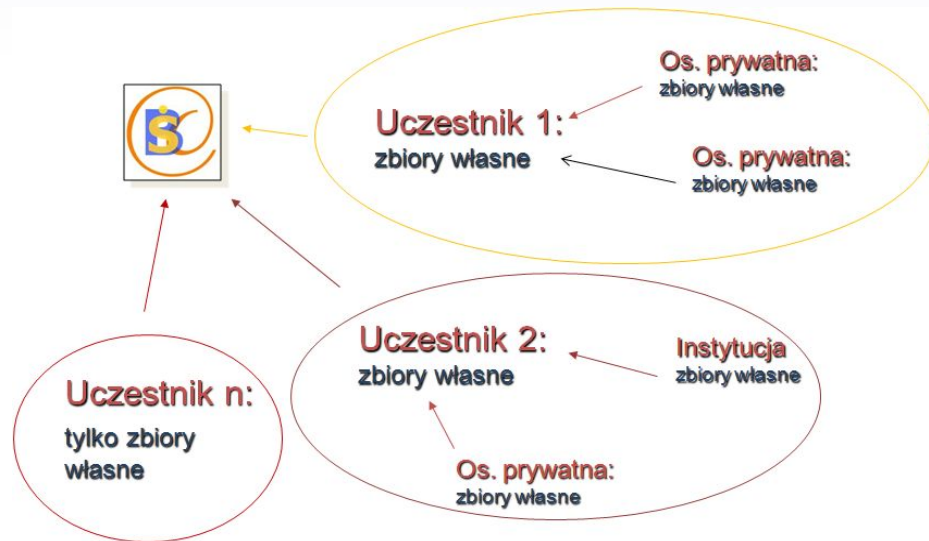 Os. prywatna:
zbiory własne
Uczestnik 1:
zbiory własne
Os. prywatna:
zbiory własne
Uczestnik 2:
zbiory własne
Instytucja
zbiory własne
Uczestnik n:
tylko zbiory
własne
Os. prywatna:
zbiory własne